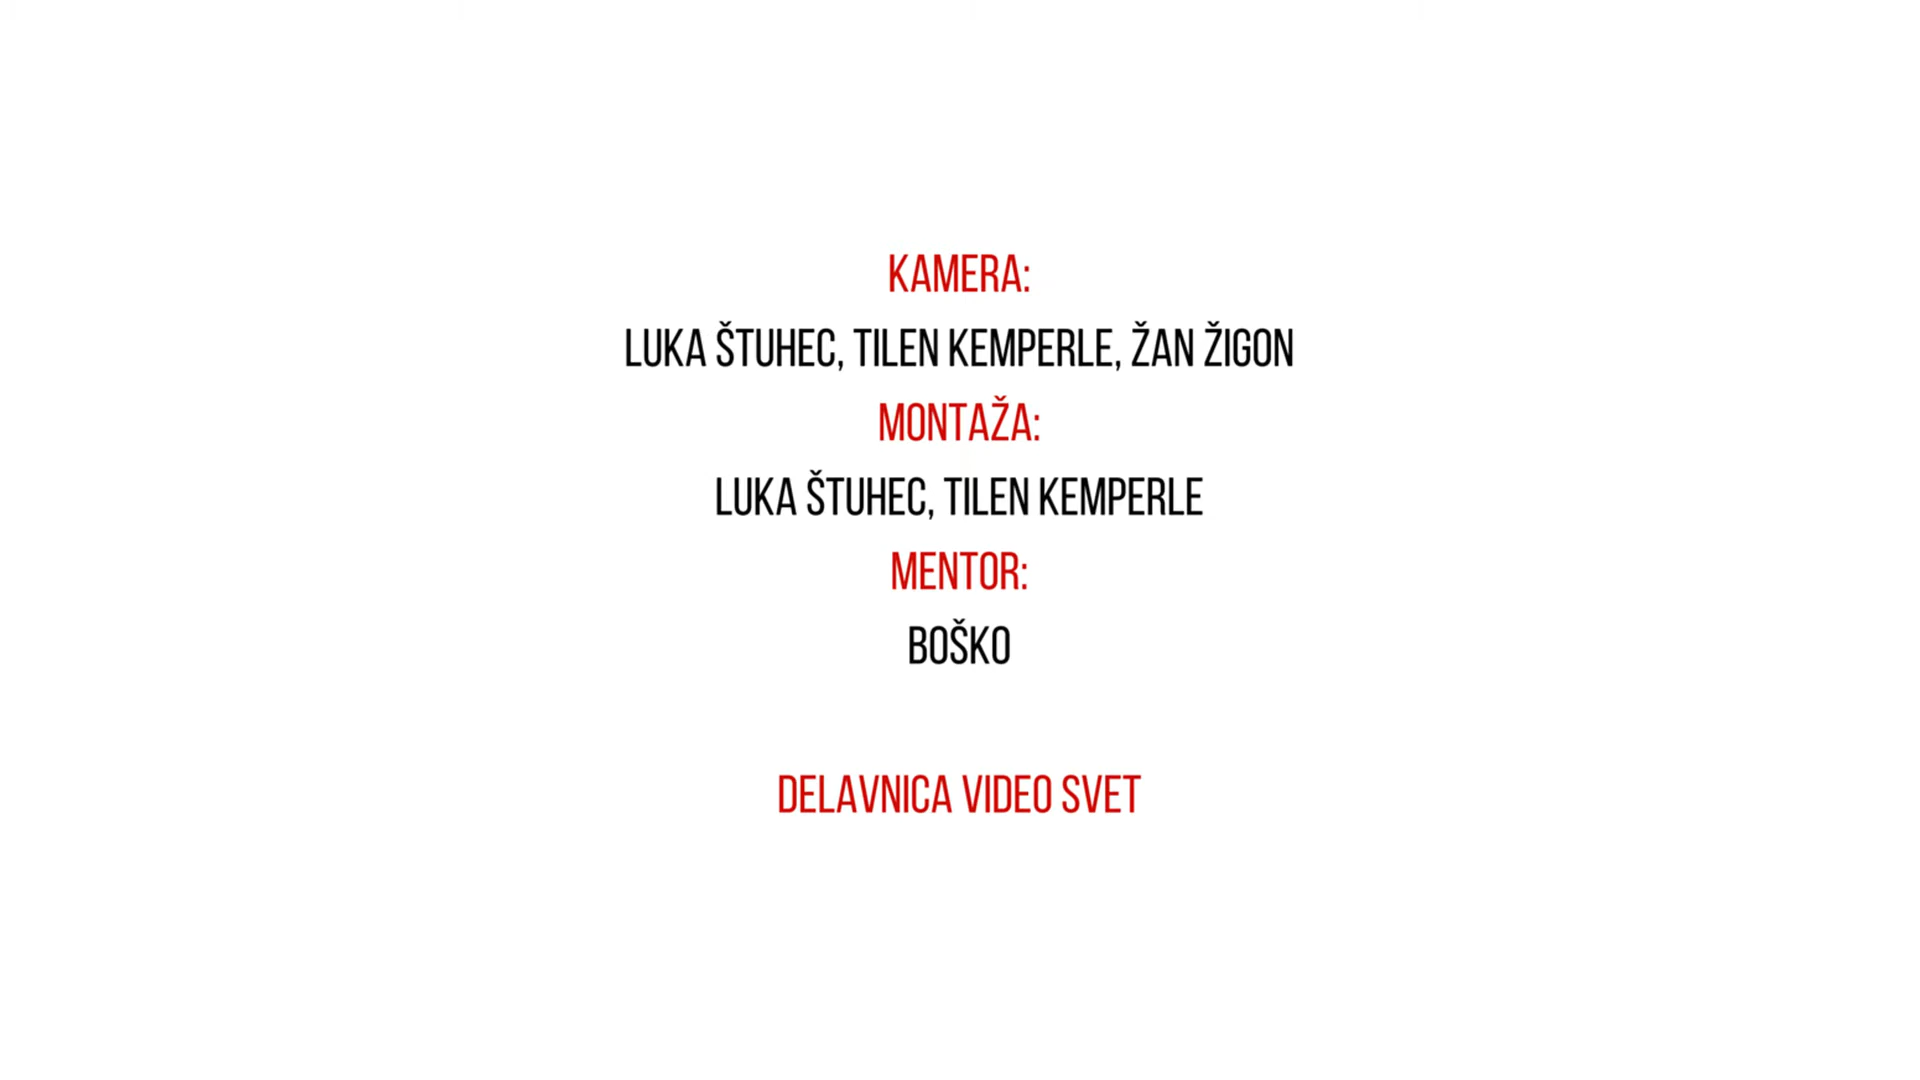 KAMERA:
LUKA ŠTUHEC, TILEN KEMPERLE, ŽAN ŽIGON
MONTAŽA:
LUKA ŠTUHEC, TILEN KEMPERLE
MENTOR:
BOŠKO
DELAVNICA VIDEO SVET